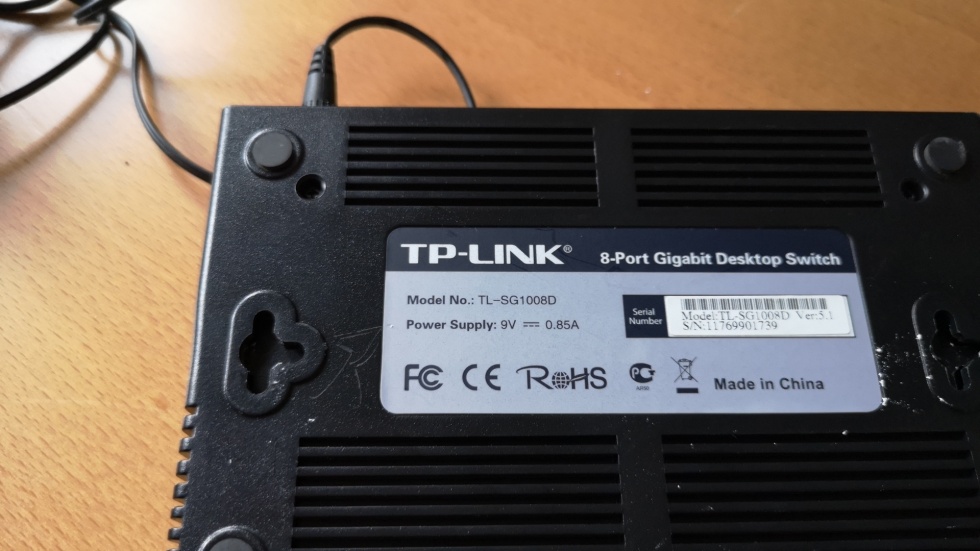 TP-LINK®
8-Port Gigabit Desktop Switch
Model No.: TL-SG1008D
Power Supply: 9V ⎓ 0.85A
Serial
Number
Model:TL-SG1008D Ver:5.1
S/N:11769901739
FC CE RoHS PC
Made in China